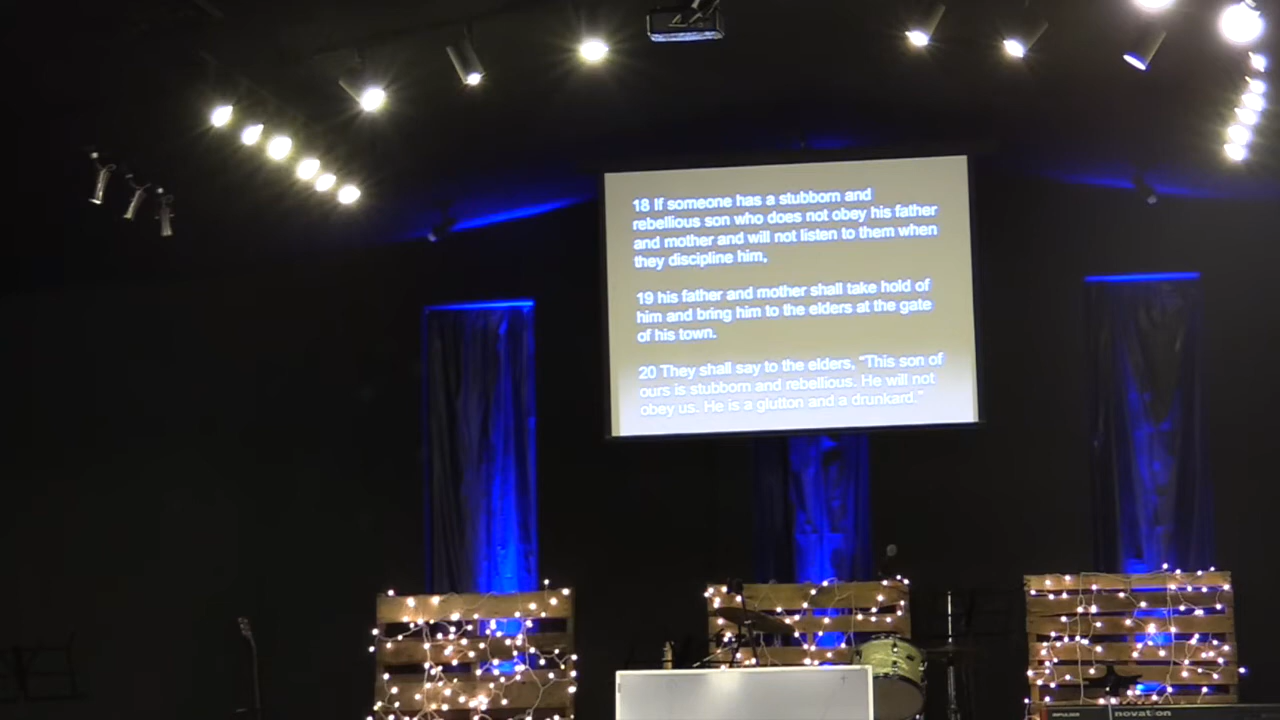 18 If someone has a stubborn and
rebellious son who does not obey his father
and mother and will not listen to them when
they discipline him,
19 his father and mother shall take hold of
him and bring him to the elders at the gate
of his town.
20 They shall say to the elders, “This son of
ours is stubborn and rebellious. He will not
obey us. He is a glutton and a drunkard.”
IMPULSE novation